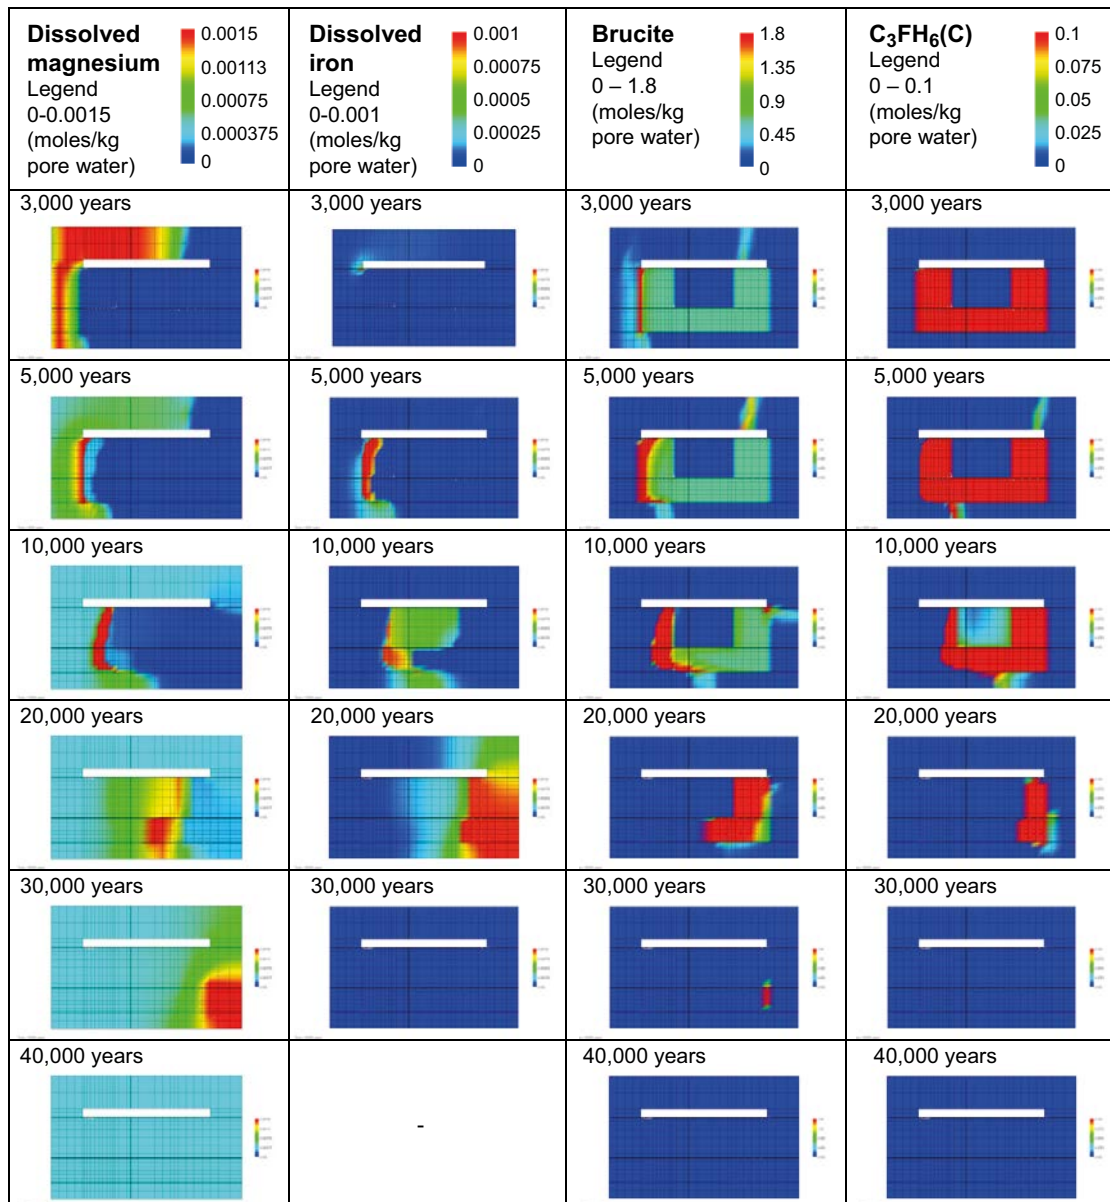 Dissolved
magnesium
Legend
0-0.0015
(moles/kg
pore water)
0.0015
0.00113
0.00075
0.000375
0
Dissolved
iron
Legend
0-0.001
(moles/kg
pore water)
0.001
0.00075
0.0005
0.00025
0
Brucite
Legend
0 – 1.8
(moles/kg
pore water)
1.8
1.35
0.9
0.45
0
C₃FH₆(C)
Legend
0 – 0.1
(moles/kg
pore water)
0.1
0.075
0.05
0.025
0
3,000 years
3,000 years
3,000 years
3,000 years
5,000 years
5,000 years
5,000 years
5,000 years
10,000 years
10,000 years
10,000 years
10,000 years
20,000 years
20,000 years
20,000 years
20,000 years
30,000 years
30,000 years
30,000 years
30,000 years
40,000 years
-
40,000 years
40,000 years